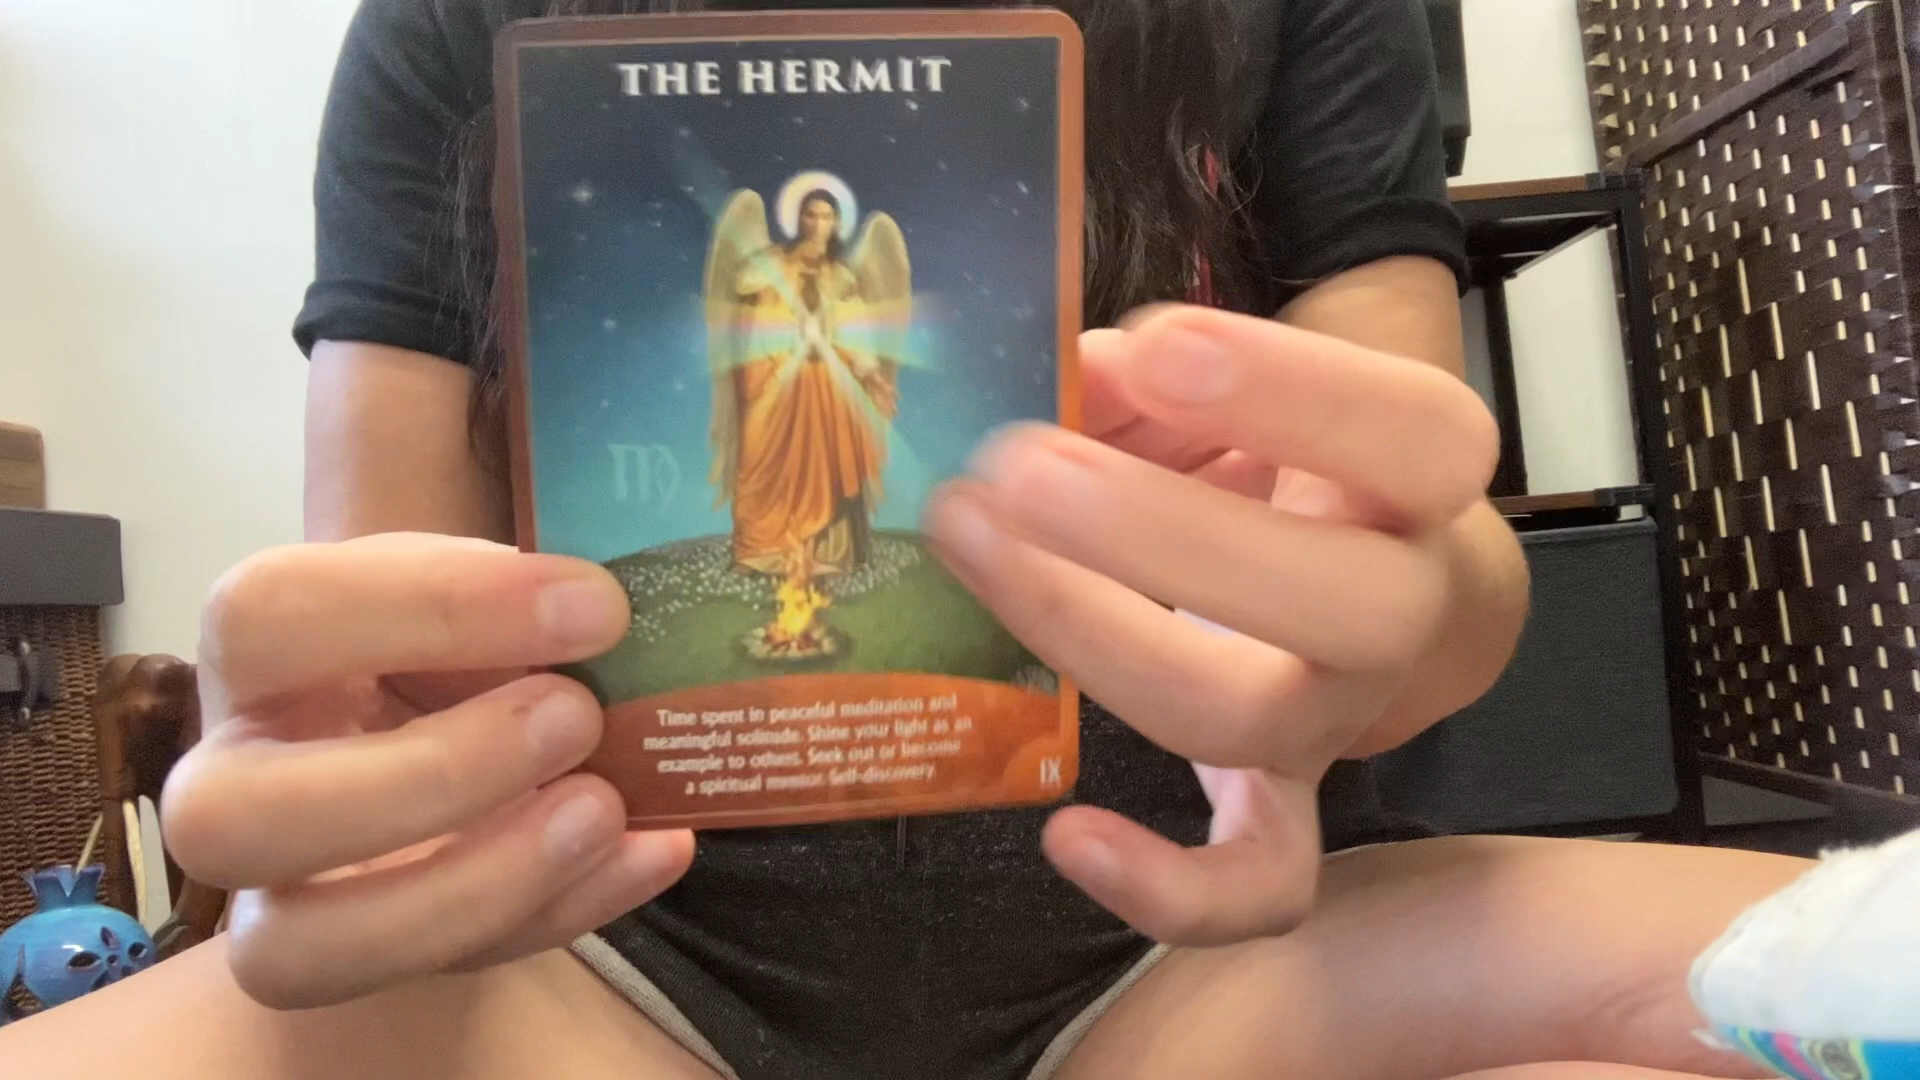 THE HERMIT
Time spent in peaceful meditation and
meaningful solitude. Shine your light as an
example to others. Seek out or become
a spiritual mentor. Self-discovery.
IX